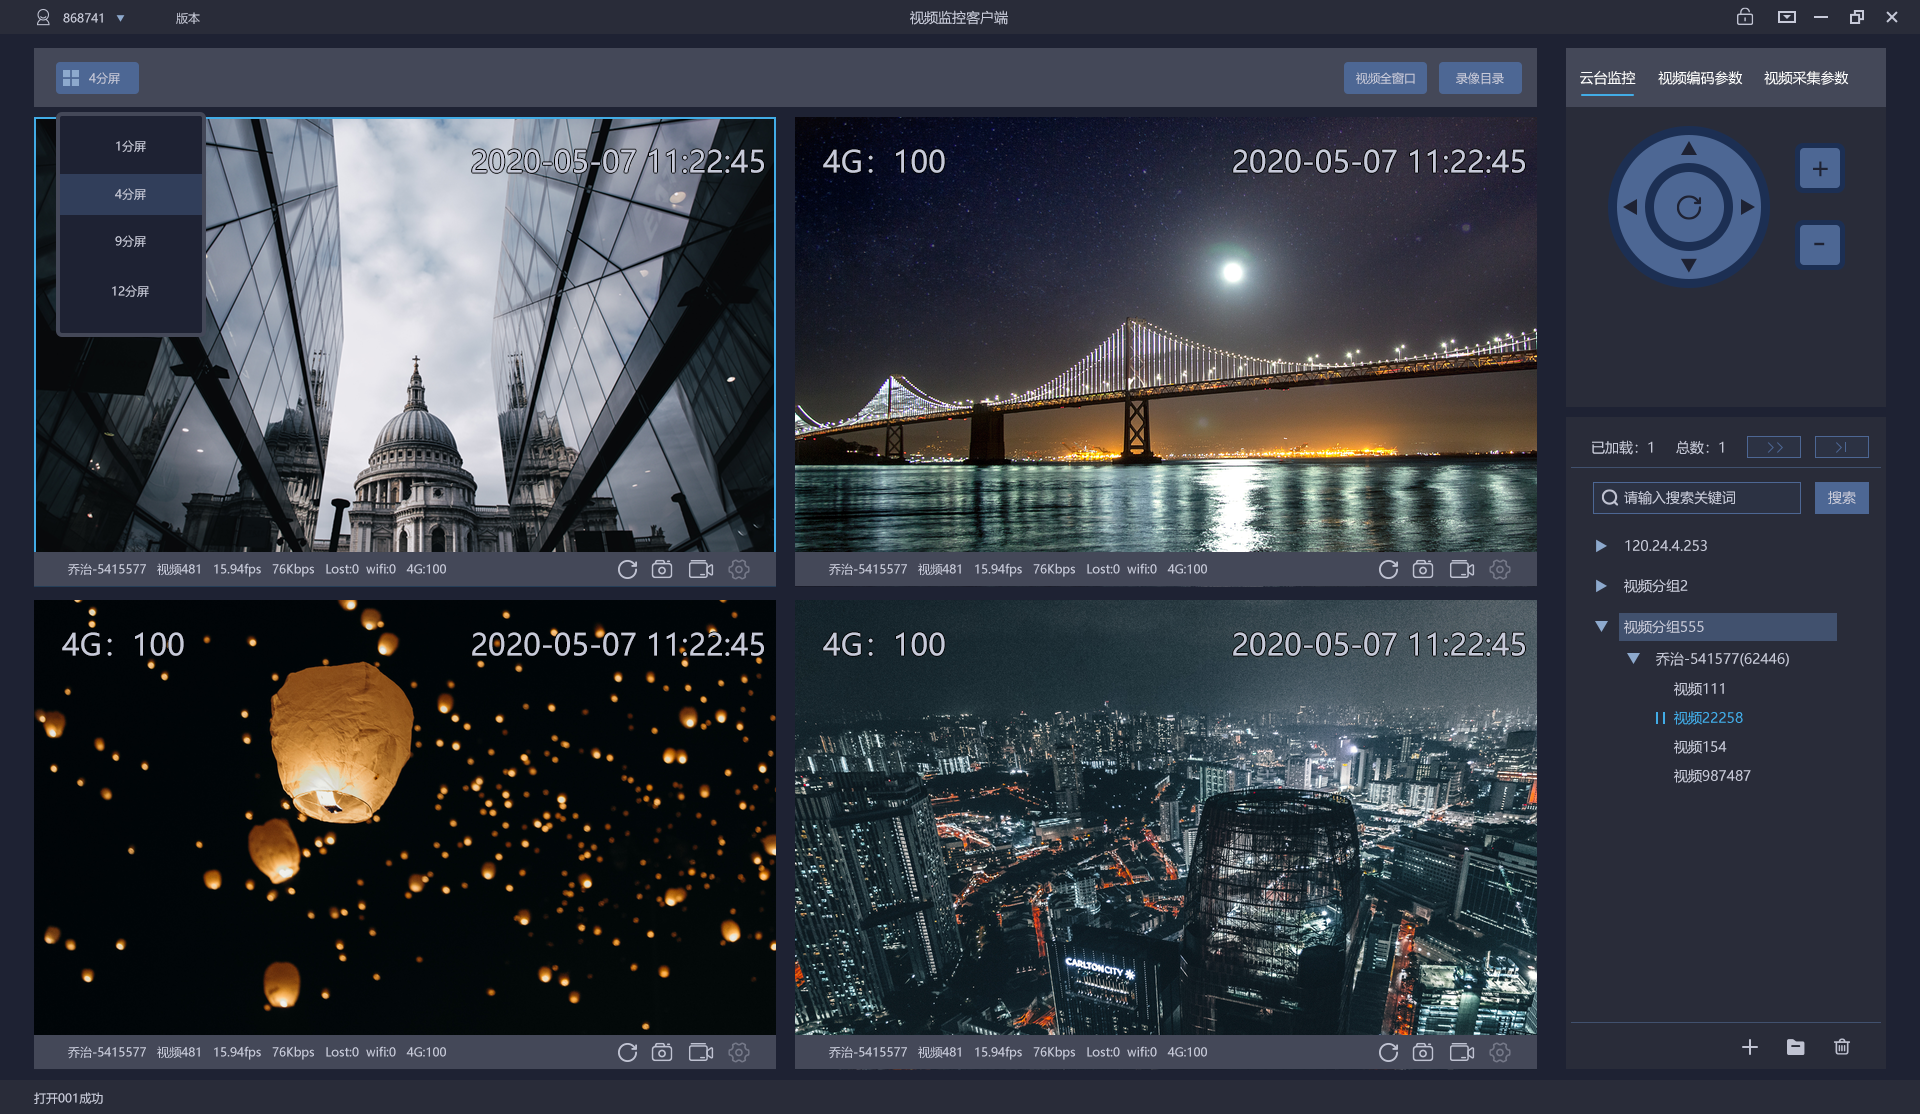 868741 版本 视频监控客户端
4分屏 视频全窗口 录像目录
云台监控 视频编码参数 视频采集参数
1分屏
4分屏
9分屏
12分屏
2020-05-07 11:22:45
4G：100 2020-05-07 11:22:45
乔治-5415577 视频481 15.94fps 76Kbps Lost:0 wifi:0 4G:100
乔治-5415577 视频481 15.94fps 76Kbps Lost:0 wifi:0 4G:100
4G：100 2020-05-07 11:22:45
4G：100 2020-05-07 11:22:45
CARLTON CITY
乔治-5415577 视频481 15.94fps 76Kbps Lost:0 wifi:0 4G:100
乔治-5415577 视频481 15.94fps 76Kbps Lost:0 wifi:0 4G:100
+
-
已加载：1 总数：1 >> >|
请输入搜索关键词 搜索
120.24.4.253
视频分组2
视频分组555
乔治-541577(62446)
视频111
视频22258
视频154
视频987487
打开001成功